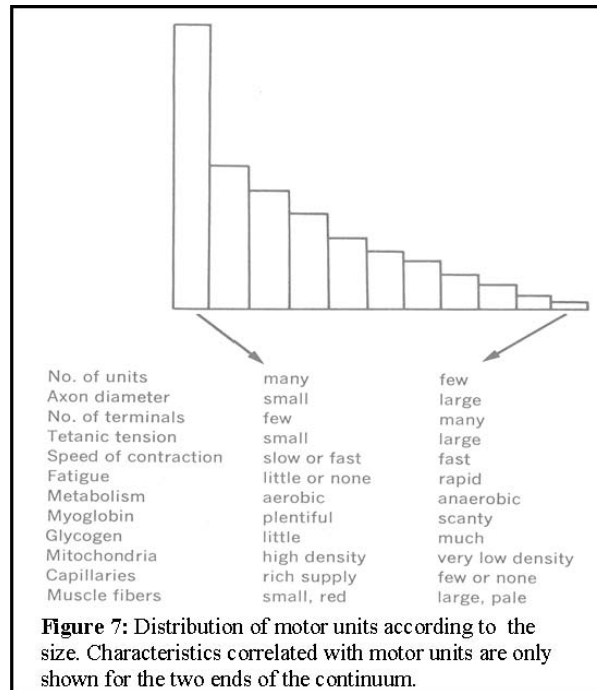 No. of units many few
Axon diameter small large
No. of terminals few many
Tetanic tension small large
Speed of contraction slow or fast fast
Fatigue little or none rapid
Metabolism aerobic anaerobic
Myoglobin plentiful scanty
Glycogen little much
Mitochondria high density very low density
Capillaries rich supply few or none
Muscle fibers small, red large, pale
Figure 7: Distribution of motor units according to the
size. Characteristics correlated with motor units are only
shown for the two ends of the continuum.